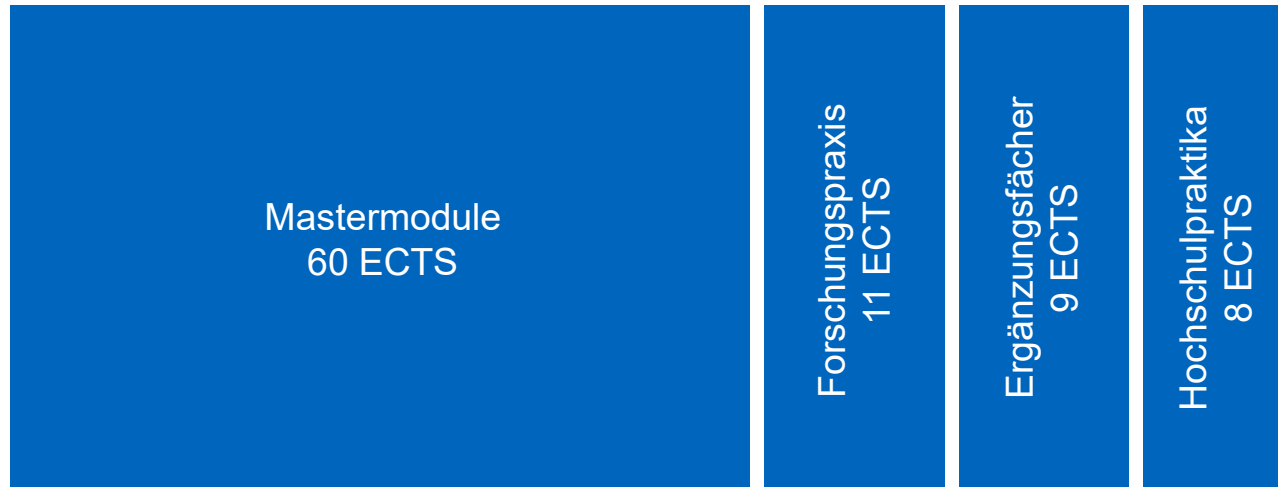 Mastermodule
60 ECTS
Forschungspraxis
11 ECTS
Ergänzungsfächer
9 ECTS
Hochschulpraktika
8 ECTS